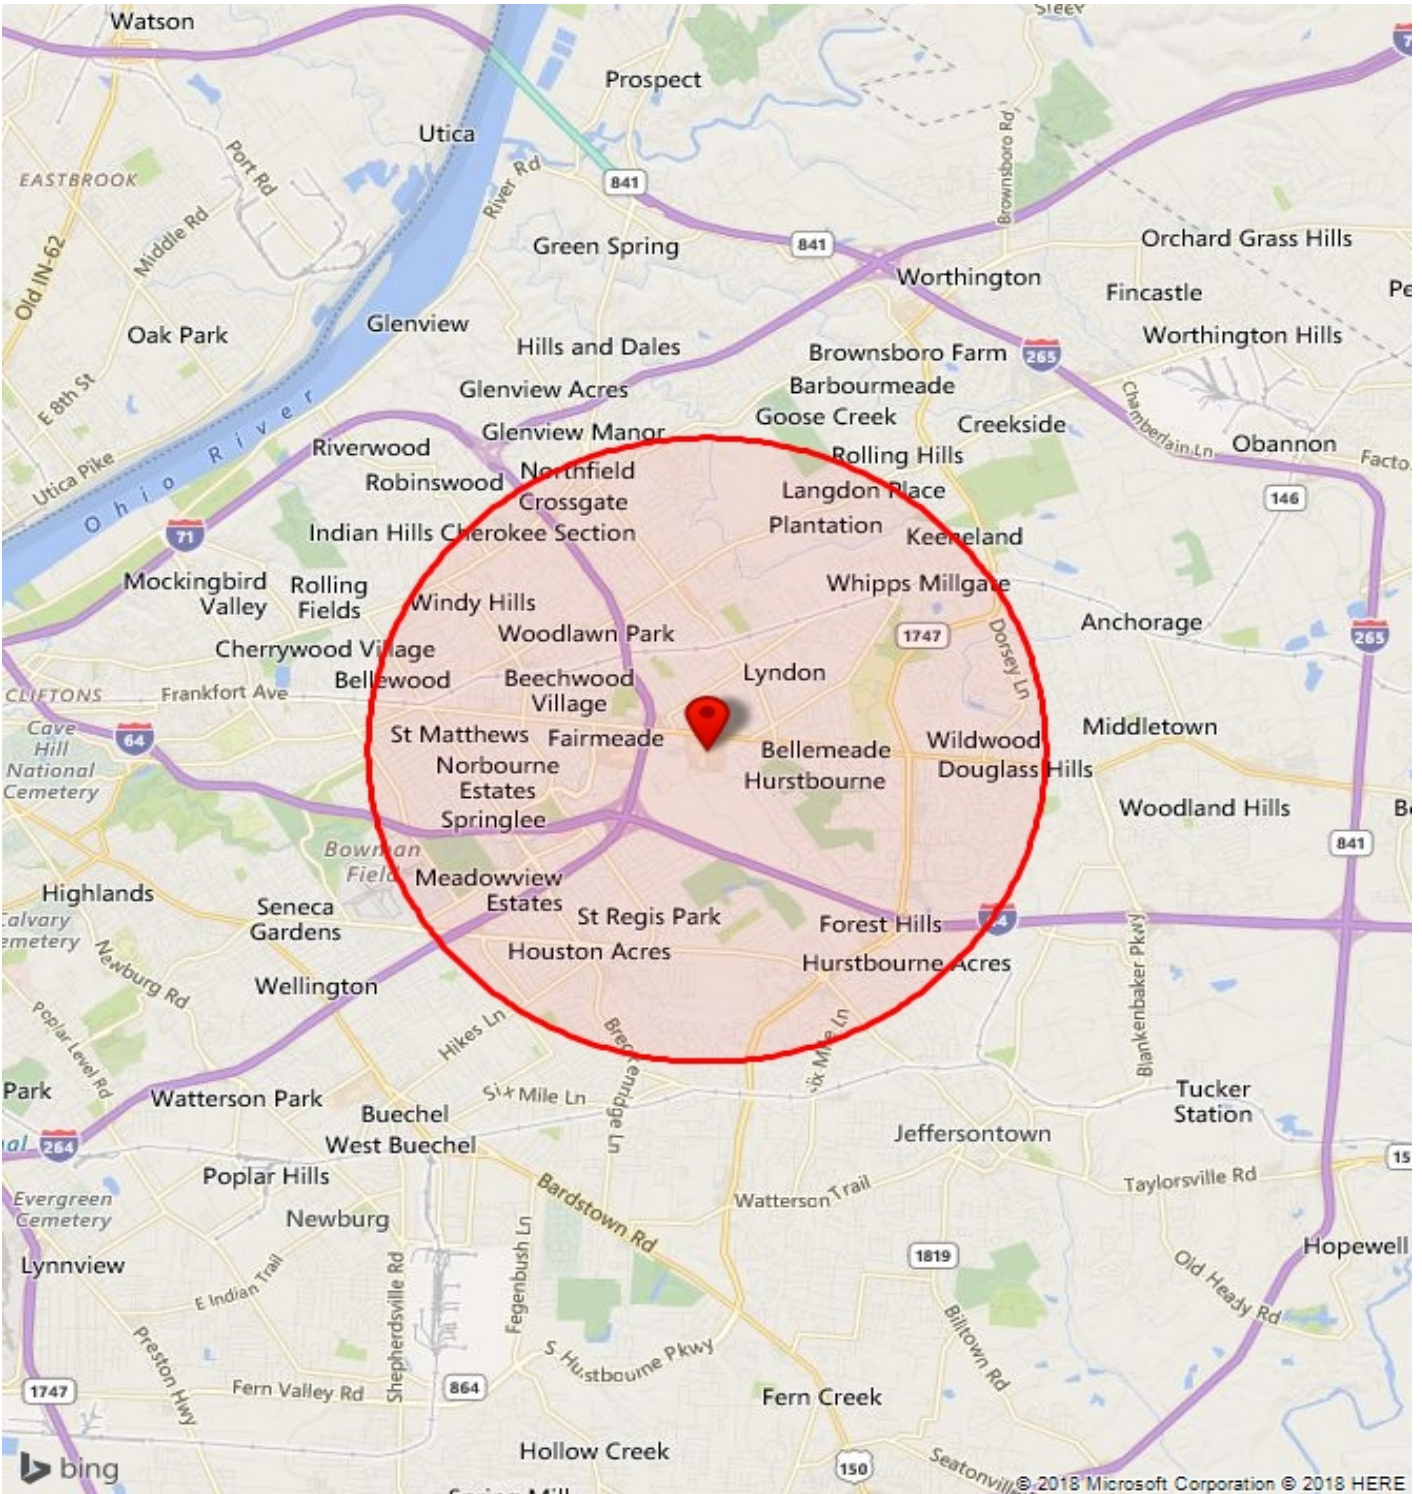 Watson
Prospect
Utica
Port Rd
EASTBROOK
River Rd
841
Brownsboro Rd
Middle Rd
Green Spring
841
Orchard Grass Hills
Old IN-62
Worthington
Fincastle
Glenview
Oak Park
Hills and Dales
Worthington Hills
Brownsboro Farm
265
E 8th St
Glenview Acres
Barbourmeade
Goose Creek
Creekside
Chamberlain Ln
Glenview Manor
Riverwood
Obannon
Rolling Hills
Utica Pike
Ohio River
Northfield
Robinswood
Langdon Place
146
Crossgate
71
Indian Hills Cherokee Section
Plantation
Keeneland
Mockingbird
Valley
Rolling
Fields
Whipps Millgate
Windy Hills
Anchorage
Woodlawn Park
1747
265
Cherrywood Village
Dorsey Ln
Lyndon
Bellewood
Beechwood
Village
CLIFTONS
Frankfort Ave
Cave
Hill
National
Cemetery
64
St Matthews
Fairmeade
Bellemeade
Wildwood
Middletown
Norbourne
Estates
Hurstbourne
Douglass Hills
Woodland Hills
Springlee
841
Bowman
Field
Meadowview
Estates
Highlands
Seneca
Gardens
St Regis Park
Forest Hills
64
Houston Acres
Hurstbourne Acres
Newburg Rd
Wellington
Blankenbaker Pkwy
Hikes Ln
Poplar Level Rd
Breckenridge Ln
Park
Watterson Park
Six Mile Ln
Tucker
Station
Buechel
264
West Buechel
Jeffersontown
Poplar Hills
Taylorsville Rd
Evergreen
Cemetery
Bardstown Rd
Watterson Trail
Newburg
Fegenbush Ln
1819
Hopewell
Lynnview
E Indian Trail
Shepherdsville Rd
Old Heady Rd
Preston Hwy
Billtown Rd
S Hurstbourne Pkwy
1747
Fern Valley Rd
864
Fern Creek
Hollow Creek
bing
150
© 2018 Microsoft Corporation © 2018 HERE